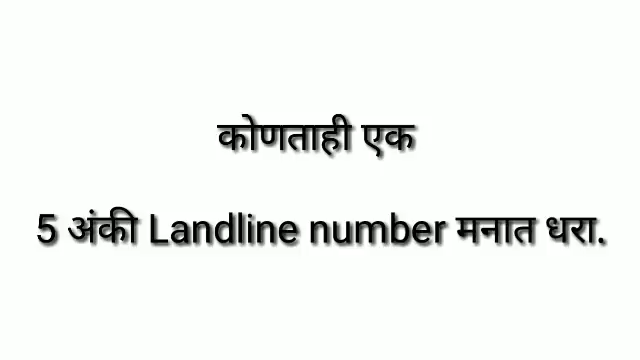 कोणताही एक
5 अंकी Landline number मनात धरा.